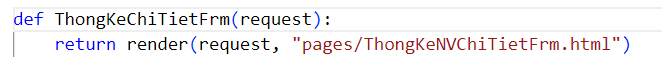 def ThongKeChiTietFrm(request):
    return render(request, "pages/ThongKeNVChiTietFrm.html")